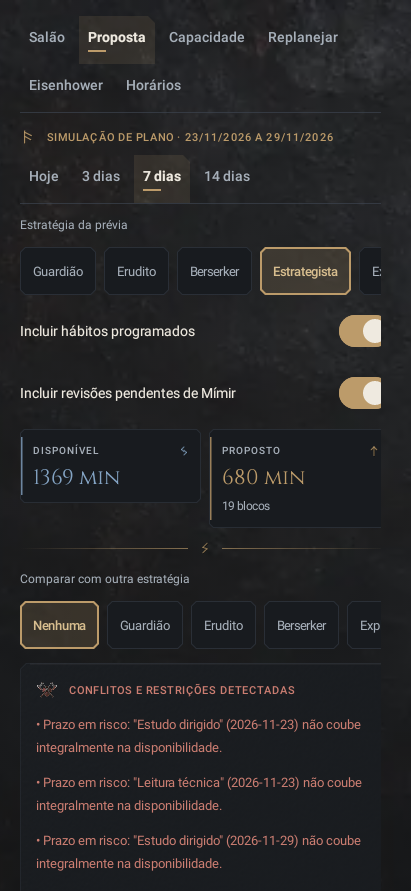 Salão Proposta Capacidade Replanejar
Eisenhower Horários
SIMULAÇÃO DE PLANO · 23/11/2026 A 29/11/2026
Hoje 3 dias 7 dias 14 dias
Estratégia da prévia
Guardião Erudito Berserker Estrategista Ex
Incluir hábitos programados
Incluir revisões pendentes de Mímir
DISPONÍVEL
1369 MIN
PROPOSTO
680 MIN
19 blocos
Comparar com outra estratégia
Nenhuma Guardião Erudito Berserker Exp
CONFLITOS E RESTRIÇÕES DETECTADAS
• Prazo em risco: "Estudo dirigido" (2026-11-23) não coube
integralmente na disponibilidade.
• Prazo em risco: "Leitura técnica" (2026-11-23) não coube
integralmente na disponibilidade.
• Prazo em risco: "Estudo dirigido" (2026-11-29) não coube
integralmente na disponibilidade.